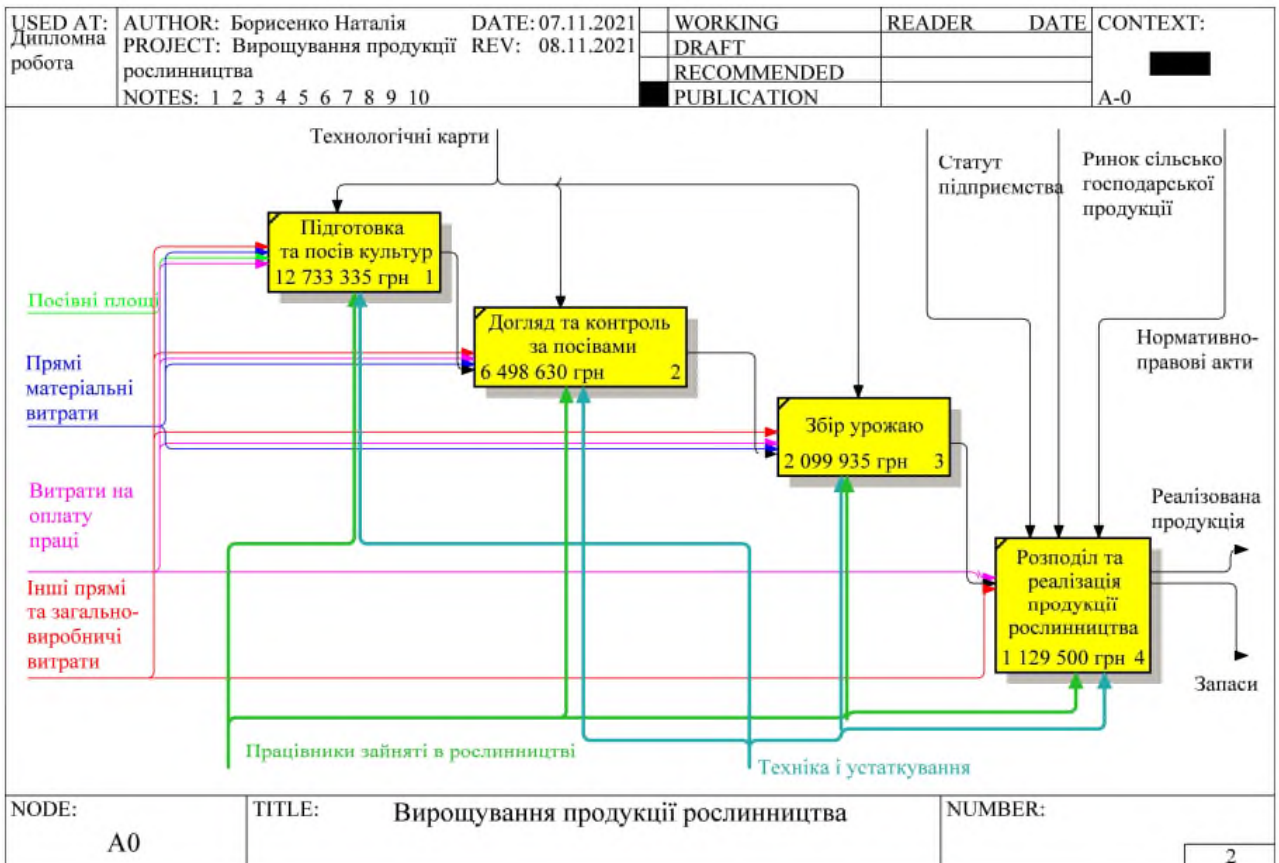 USED AT:
Дипломна
робота
AUTHOR: Борисенко Наталія
DATE: 07.11.2021
PROJECT: Вирощування продукції
REV: 08.11.2021
рослинництва
NOTES: 1 2 3 4 5 6 7 8 9 10
WORKING
DRAFT
RECOMMENDED
PUBLICATION
READER
DATE
CONTEXT:
A-0
Технологічні карти
Статут
підприємства
Ринок сільсько
господарської
продукції
Підготовка
та посів культур
12 733 335 грн 1
Посівні площі
Догляд та контроль
за посівами
6 498 630 грн 2
Нормативно-
правові акти
Прямі
матеріальні
витрати
Збір урожаю
2 099 935 грн 3
Витрати на
оплату
праці
Реалізована
продукція
Розподіл та
реалізація
продукції
рослинництва
1 129 500 грн 4
Інші прямі
та загально-
виробничі
витрати
Запаси
Працівники зайняті в рослинництві
Техніка і устаткування
NODE:
A0
TITLE:
Вирощування продукції рослинництва
NUMBER:
2